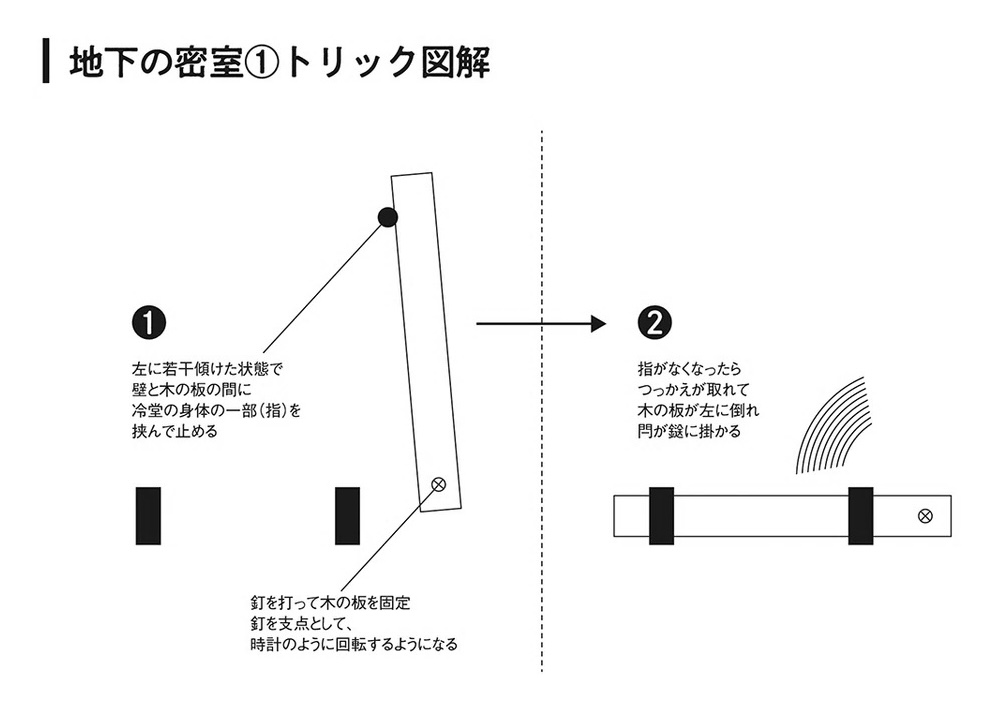 地下の密室①トリック図解
❶
左に若干傾けた状態で
壁と木の板の間に
冷堂の身体の一部(指)を
挟んで止める
釘を打って木の板を固定
釘を支点として、
時計のように回転するようになる
❷
指がなくなったら
つっかえが取れて
木の板が左に倒れ
閂が鎹に掛かる